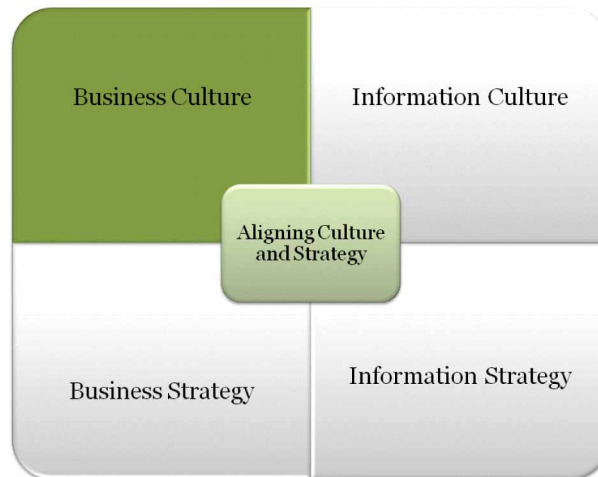 Business Culture
Information Culture
Aligning Culture
and Strategy
Business Strategy
Information Strategy